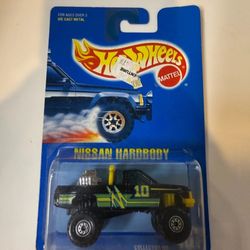 FOR AGES OVER 3
DIE CAST METAL
Hot Wheels
MATTEL
NISSAN HARDBODY
10